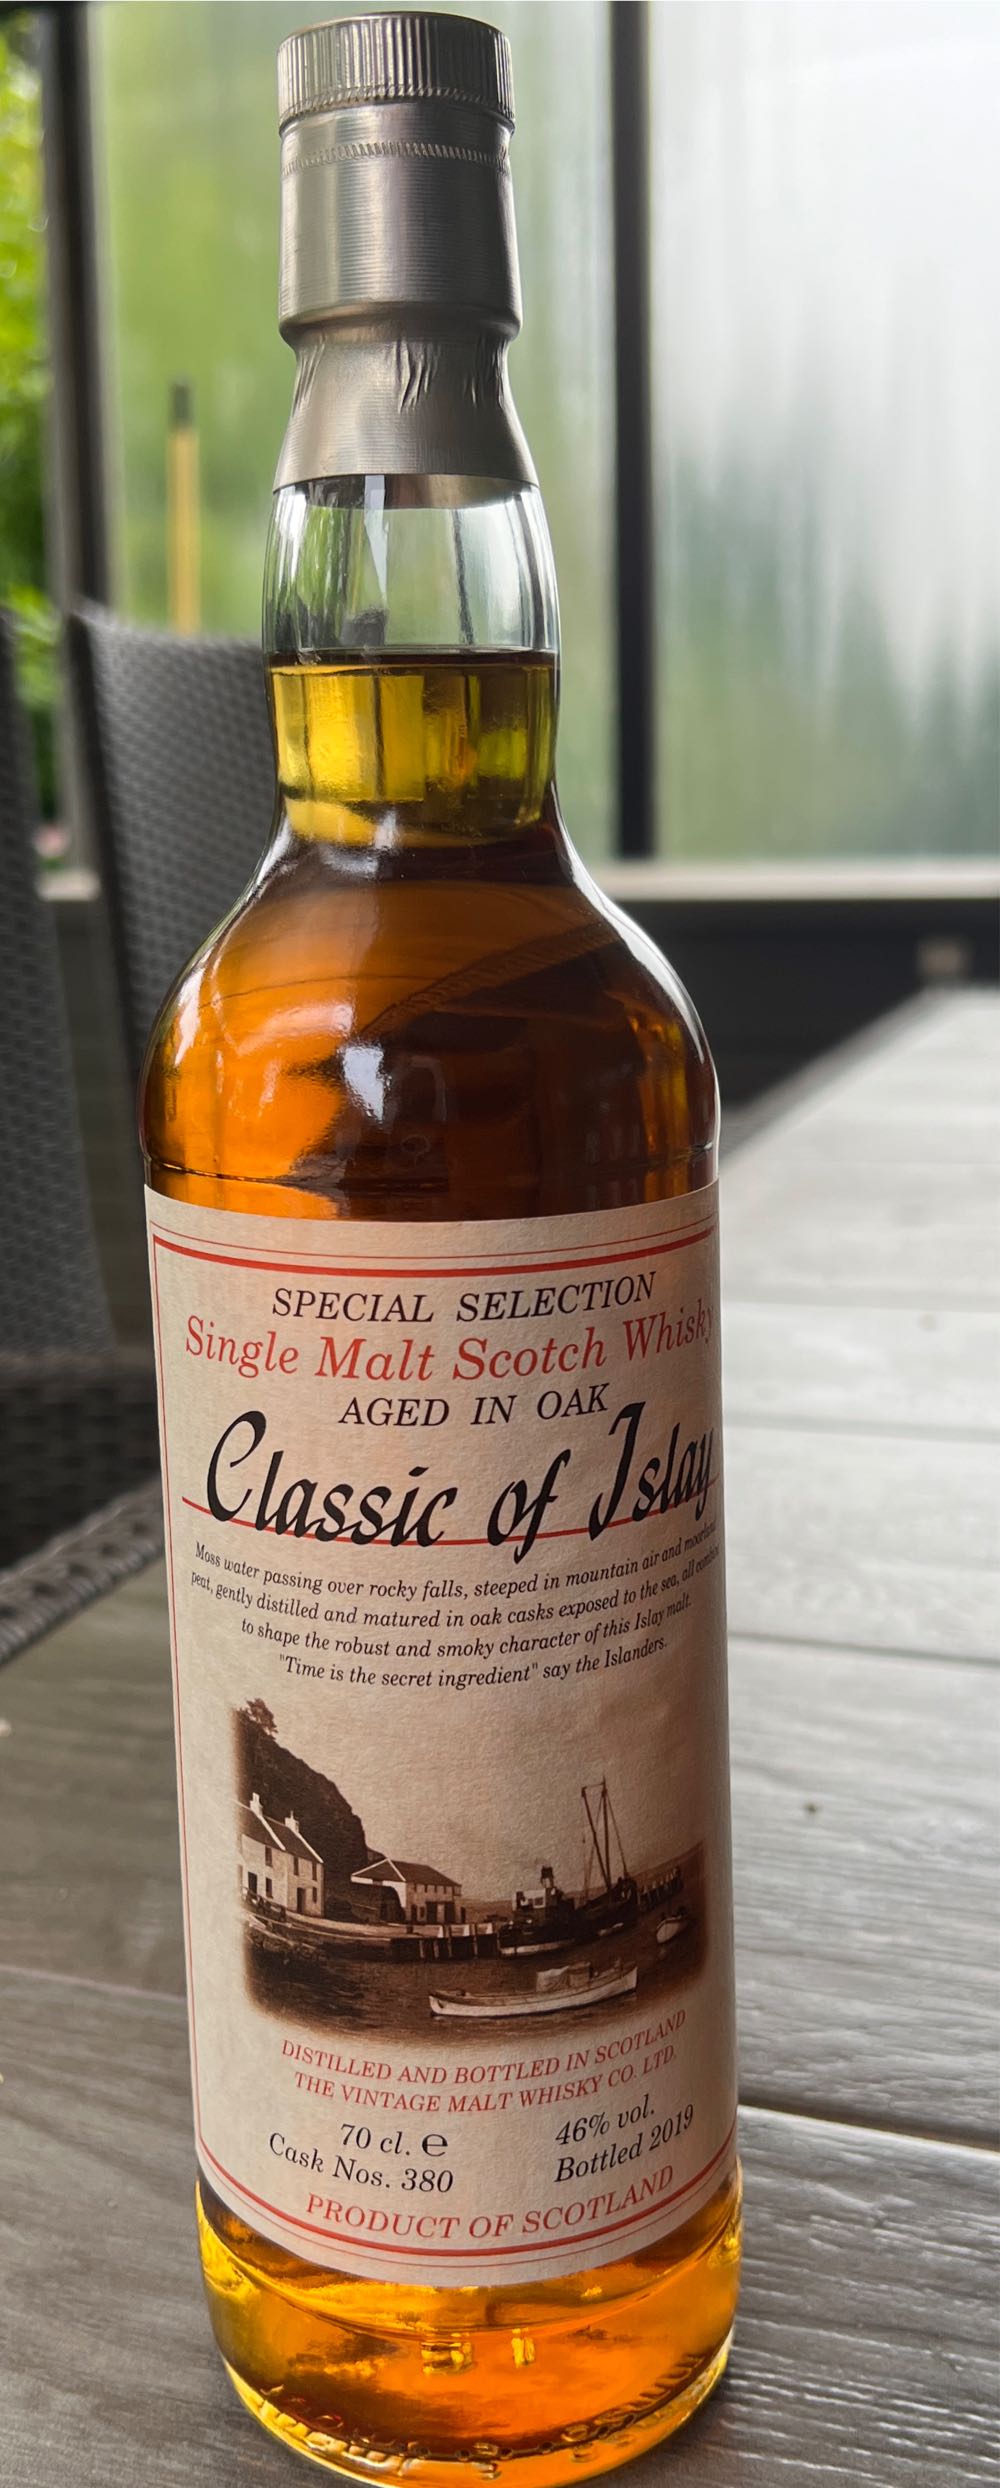 SPECIAL SELECTION
Single Malt Scotch Whisky
AGED IN OAK
Classic of Islay
Moss water passing over rocky falls, steeped in mountain air and moorland
peat, gently distilled and matured in oak casks exposed to the sea, all combine
to shape the robust and smoky character of this Islay malt.
"Time is the secret ingredient" say the Islanders.
DISTILLED AND BOTTLED IN SCOTLAND
THE VINTAGE MALT WHISKY CO. LTD.
70 cl. ℮ 46% vol.
Cask Nos. 380 Bottled 2019
PRODUCT OF SCOTLAND